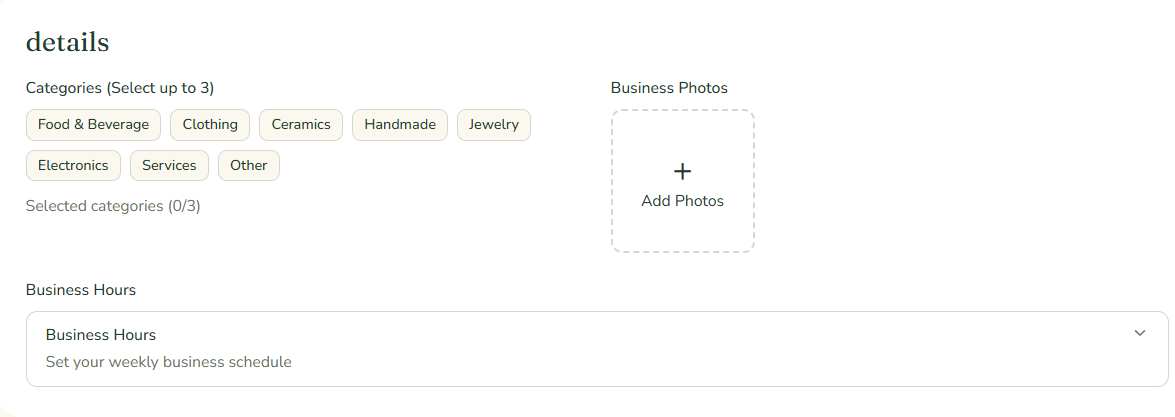 details
Categories (Select up to 3)
Food & Beverage Clothing Ceramics Handmade Jewelry
Electronics Services Other
Selected categories (0/3)
Business Photos
+
Add Photos
Business Hours
Business Hours
Set your weekly business schedule